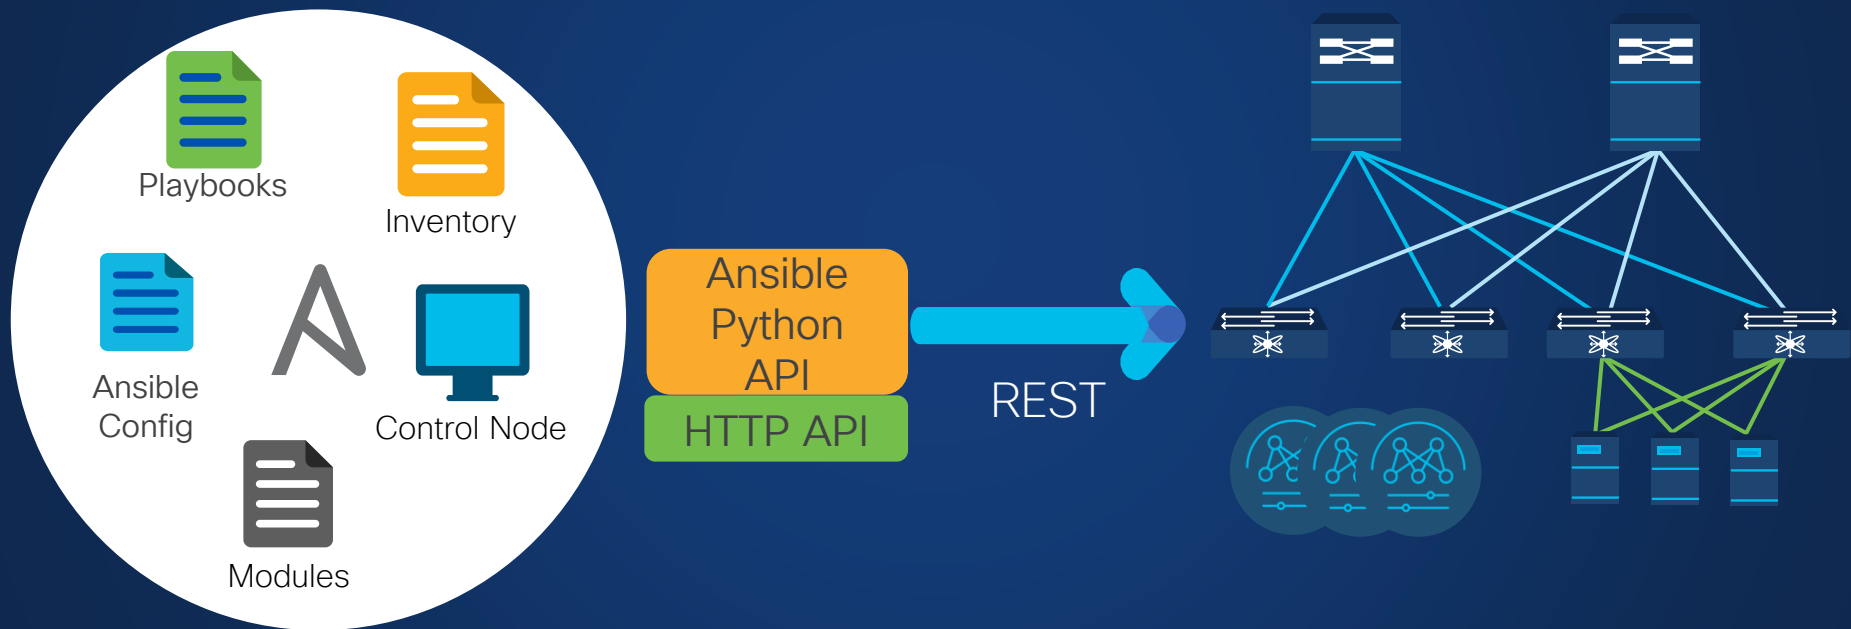 Playbooks
Inventory
Ansible
Config
Control Node
Modules
Ansible
Python
API
HTTP API
REST